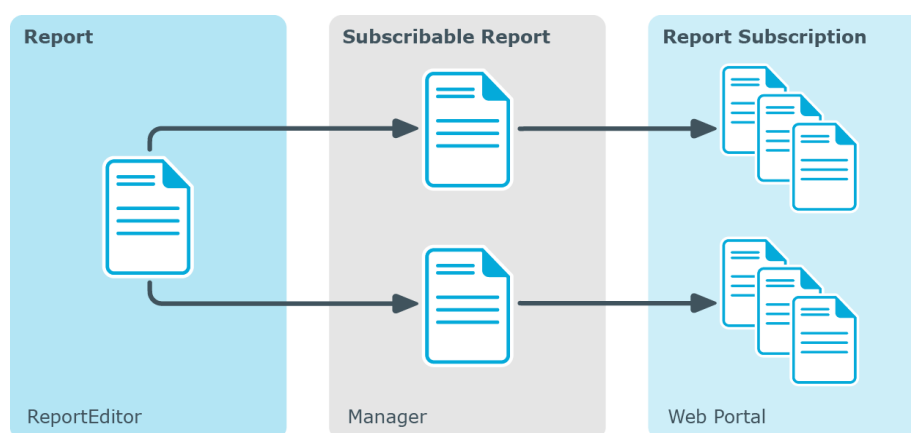 Report
Subscribable Report
Report Subscription
ReportEditor
Manager
Web Portal